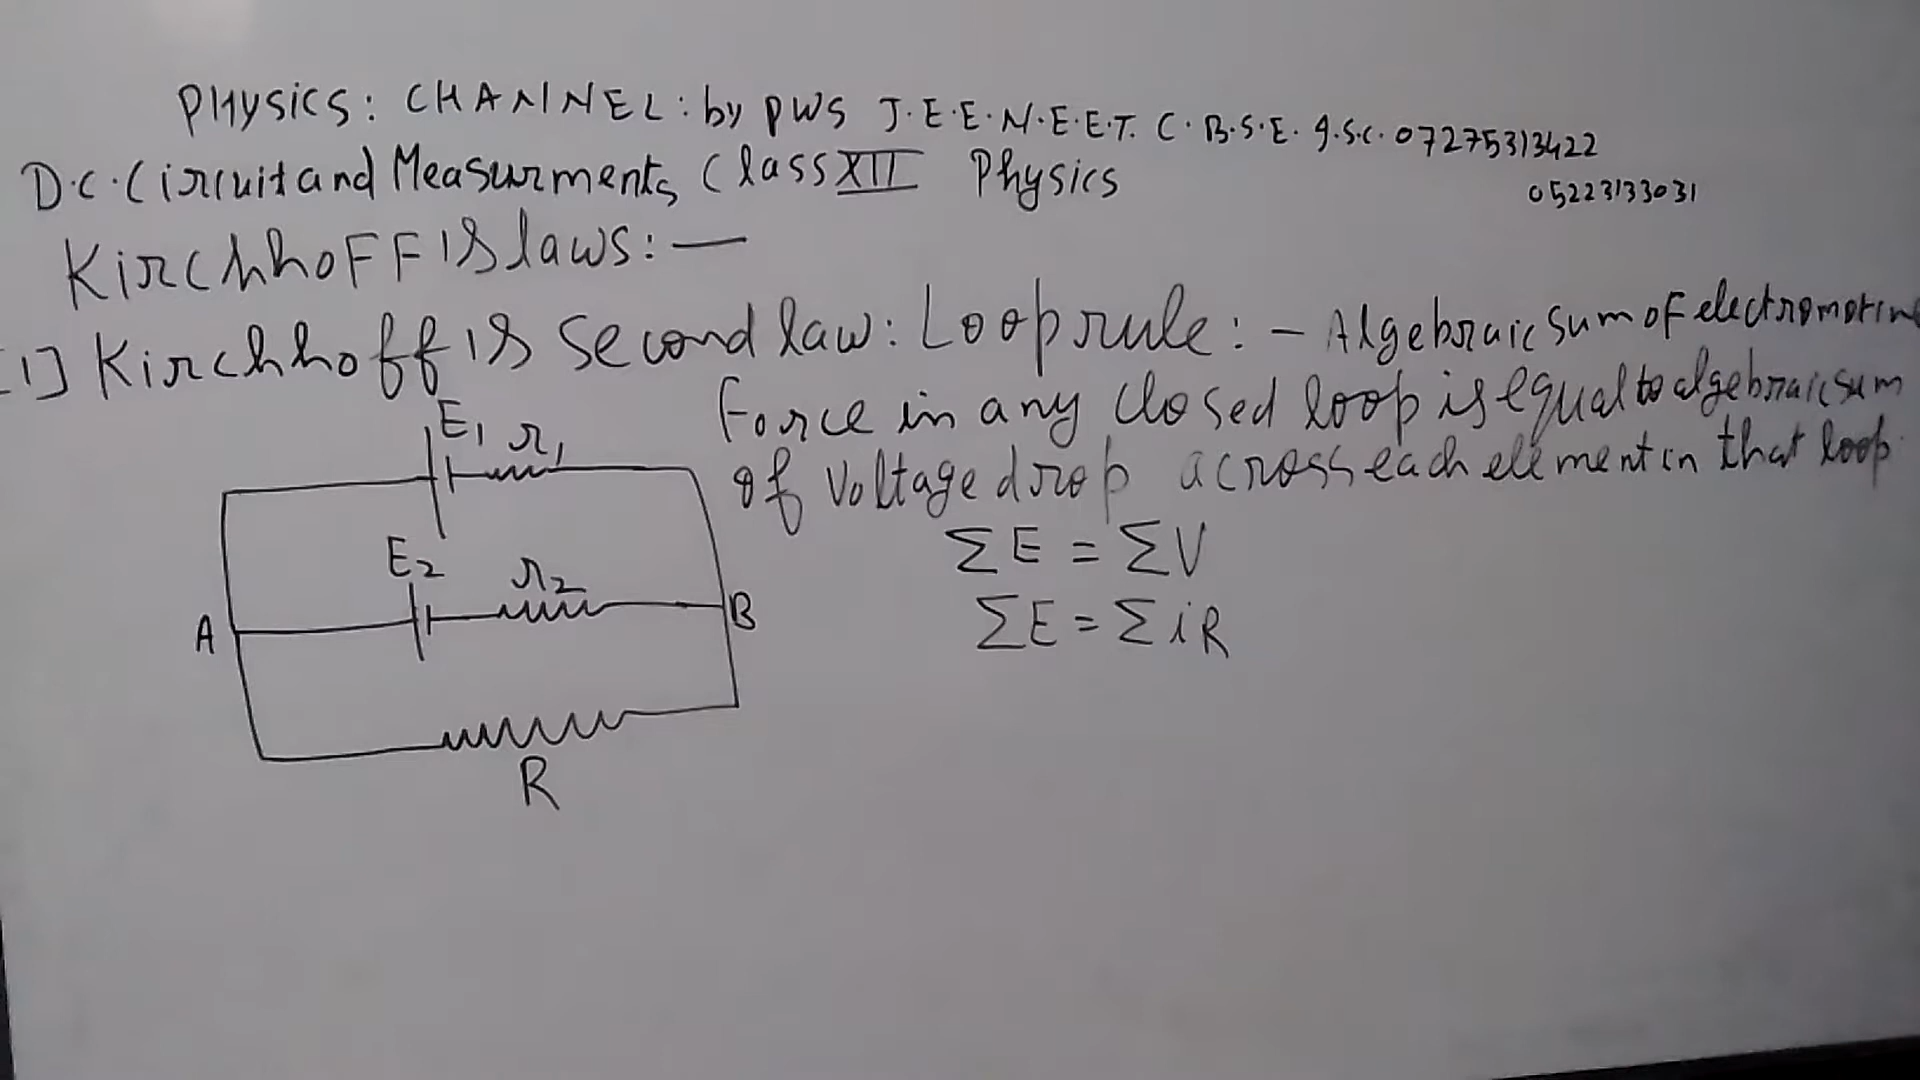 PHYSICS: CHANNEL: by PWS J.E.E.N.E.E.T. C.B.S.E. I.S.C. 07275313422
D.C. Circuit and Measurments, Class XII Physics
05223133031
KirchhoFF's laws: —
[1] Kirchhoff's Second law: Loop rule: - Algebraic sum of electromotive
Force in any closed loop is equal to algebraic sum
of voltage drop across each element in that loop
E1 r1
E2 r2
ΣE = ΣV
ΣE = ΣiR
A
B
R